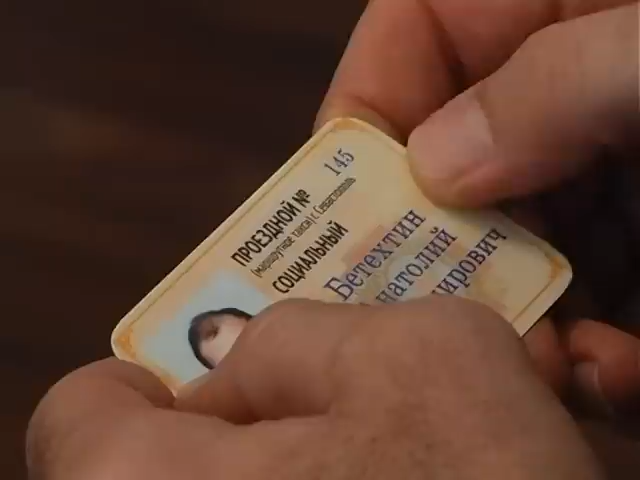 ПРОЕЗДНОЙ № 145
(маршрутное такси) г. Севастополь
СОЦИАЛЬНЫЙ
Бетехтин
натолий
ирович